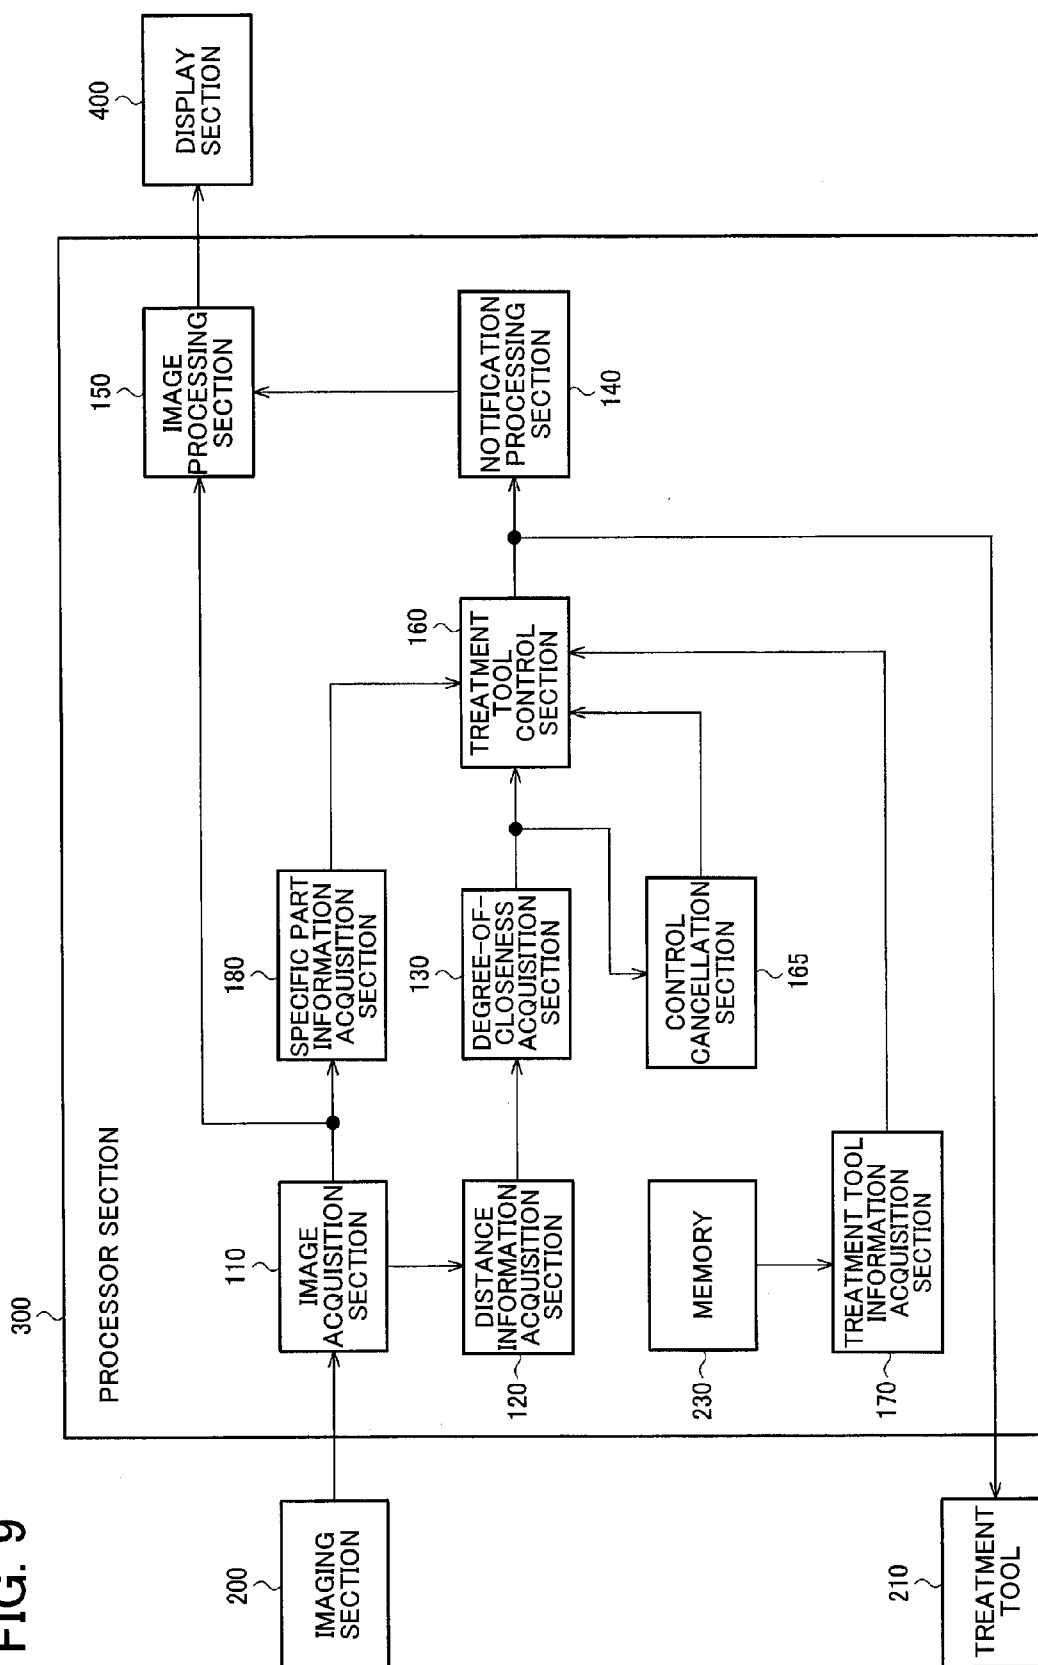 FIG. 9
300
PROCESSOR SECTION
200
IMAGING
SECTION
110
IMAGE
ACQUISITION
SECTION
180
SPECIFIC PART
INFORMATION
ACQUISITION
SECTION
150
IMAGE
PROCESSING
SECTION
400
DISPLAY
SECTION
120
DISTANCE
INFORMATION
ACQUISITION
SECTION
130
DEGREE-OF-
CLOSENESS
ACQUISITION
SECTION
160
TREATMENT
TOOL
CONTROL
SECTION
NOTIFICATION
PROCESSING
SECTION
140
MEMORY
230
CONTROL
CANCELLATION
SECTION
165
TREATMENT TOOL
INFORMATION
ACQUISITION
SECTION
170
210
TREATMENT
TOOL